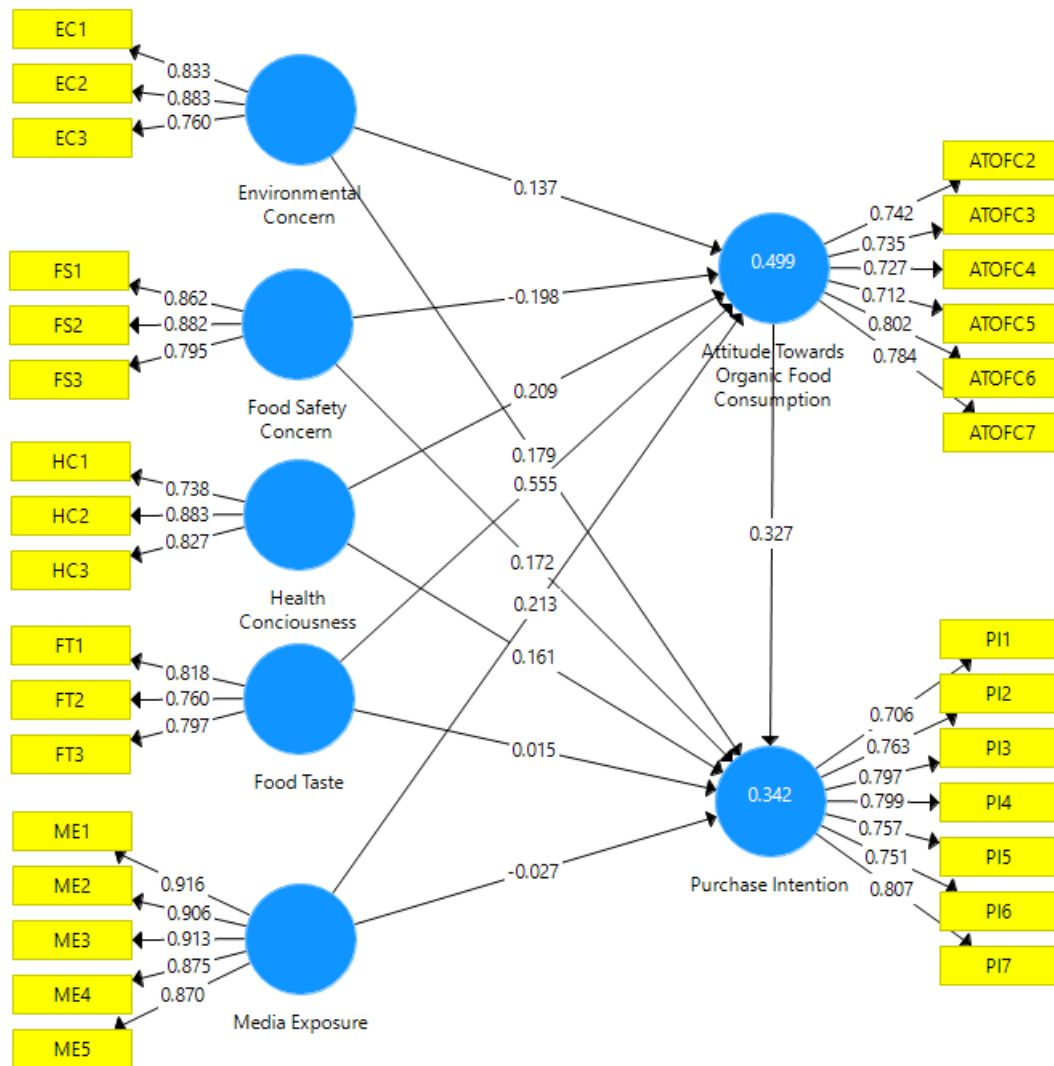 EC1
0.833
EC2
0.883
EC3
0.760
Environmental
Concern
FS1
0.862
FS2
0.882
FS3
0.795
Food Safety
Concern
HC1
0.738
HC2
0.883
HC3
0.827
Health
Conciousness
FT1
0.818
FT2
0.760
FT3
0.797
Food Taste
ME1
0.916
ME2
0.906
ME3
0.913
ME4
0.875
ME5
0.870
Media Exposure
0.137
-0.198
0.209
0.179
0.555
0.172
0.213
0.161
0.015
-0.027
0.499
Attitude Towards
Organic Food
Consumption
0.327
0.342
Purchase Intention
ATOFC2
0.742
ATOFC3
0.735
ATOFC4
0.727
ATOFC5
0.712
ATOFC6
0.802
ATOFC7
0.784
PI1
0.706
PI2
0.763
PI3
0.797
PI4
0.799
PI5
0.757
PI6
0.751
PI7
0.807